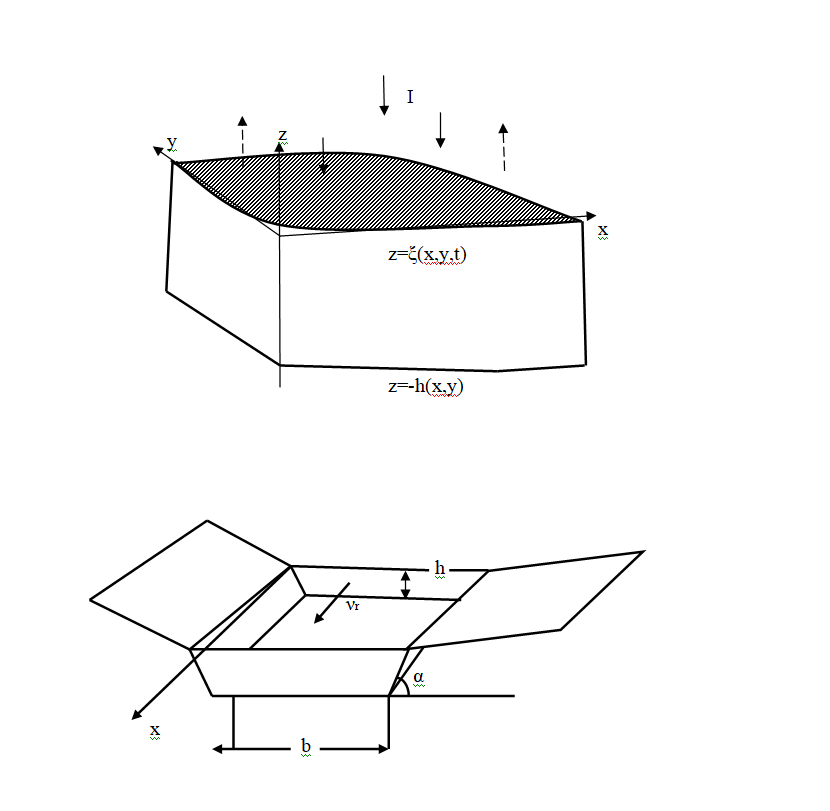 I
y
z
x
z=ξ(x,y,t)
z=-h(x,y)
h
νr
α
x
b